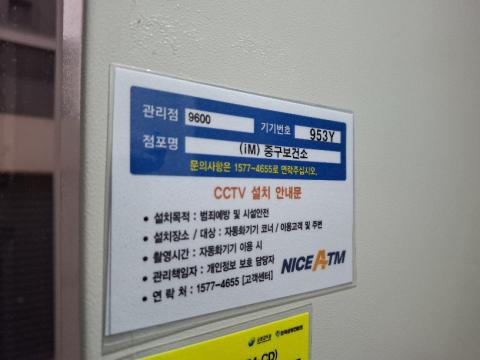 관리점 9600 기기번호 953Y
점포명 (iM) 중구보건소
문의사항은 1577-4655로 연락주십시오.
CCTV 설치 안내문
• 설치목적 : 범죄예방 및 시설안전
• 설치장소 / 대상 : 자동화기기 코너 / 이용고객 및 주변
• 촬영시간 : 자동화기기 이용 시
• 관리책임자 : 개인정보 보호 담당자
• 연 락 처 : 1577-4655 [고객센터]
NICE ATM